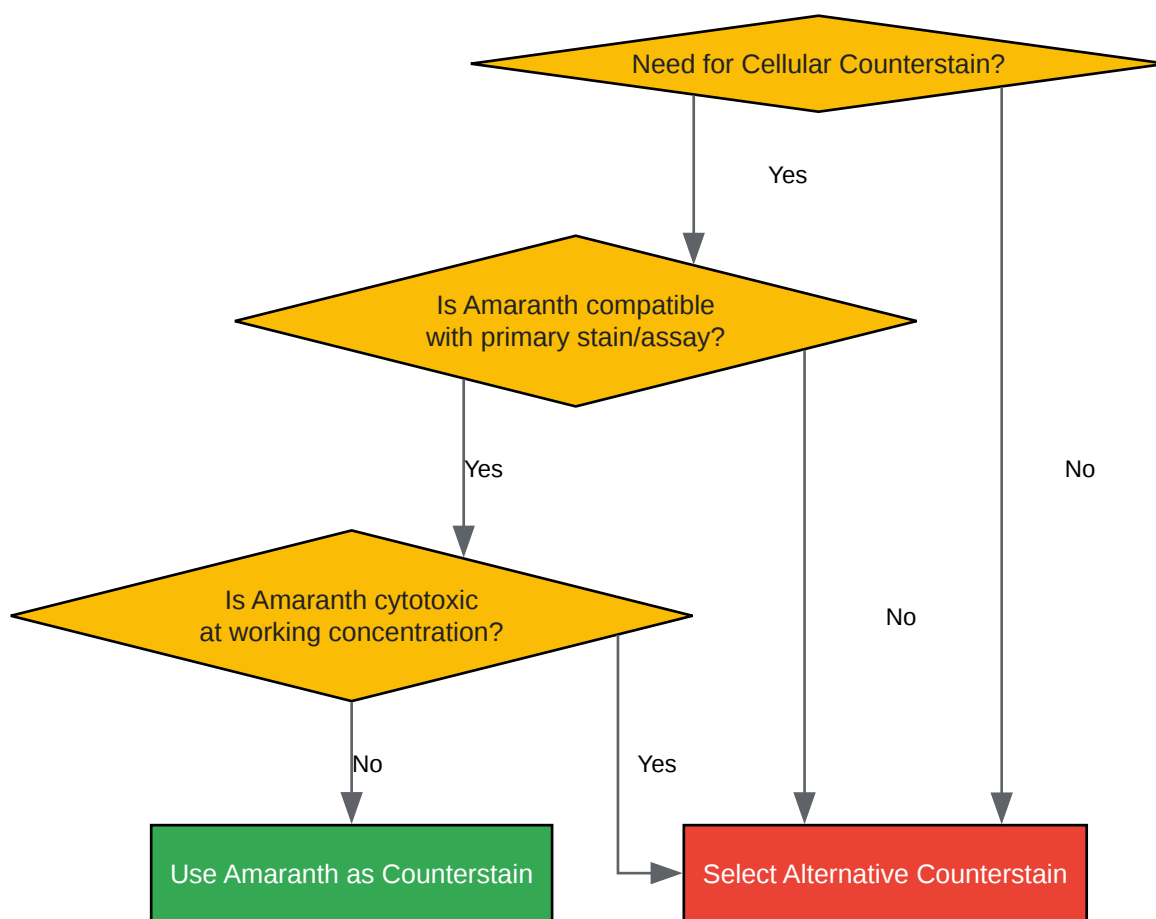 Need for Cellular Counterstain?
Yes
Is Amaranth compatible
with primary stain/assay?
Yes
No
Is Amaranth cytotoxic
at working concentration?
No
No
Yes
Use Amaranth as Counterstain
Select Alternative Counterstain